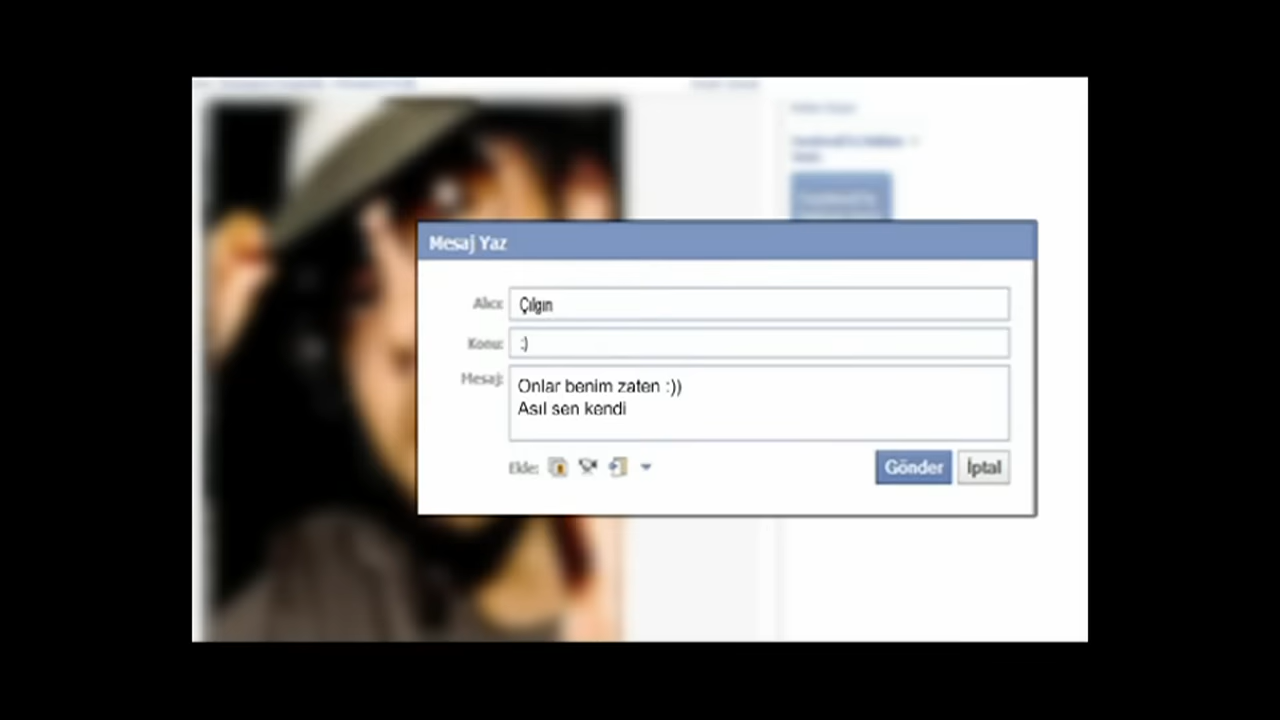 Mesaj Yaz
Alıcı: Çılgın
Konu: :)
Mesaj: Onlar benim zaten :))
Asıl sen kendi
Ekle:
Gönder İptal